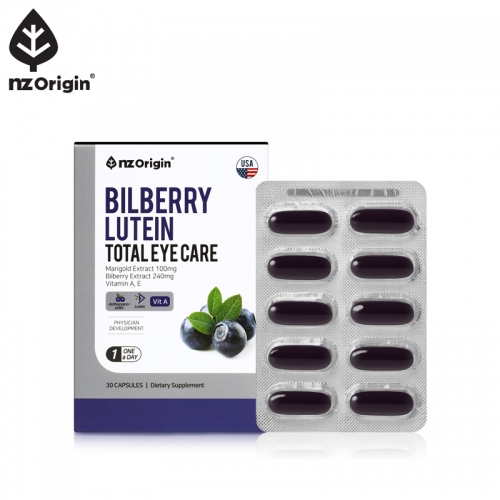 nzOrigin®
nzOrigin®
USA
BILBERRY
LUTEIN
TOTAL EYE CARE
Marigold Extract 100mg
Bilberry Extract 240mg
Vitamin A, E
Vit A
PHYSICIAN
DEVELOPMENT
1 ONE
a DAY
30 CAPSULES | Dietary Supplement